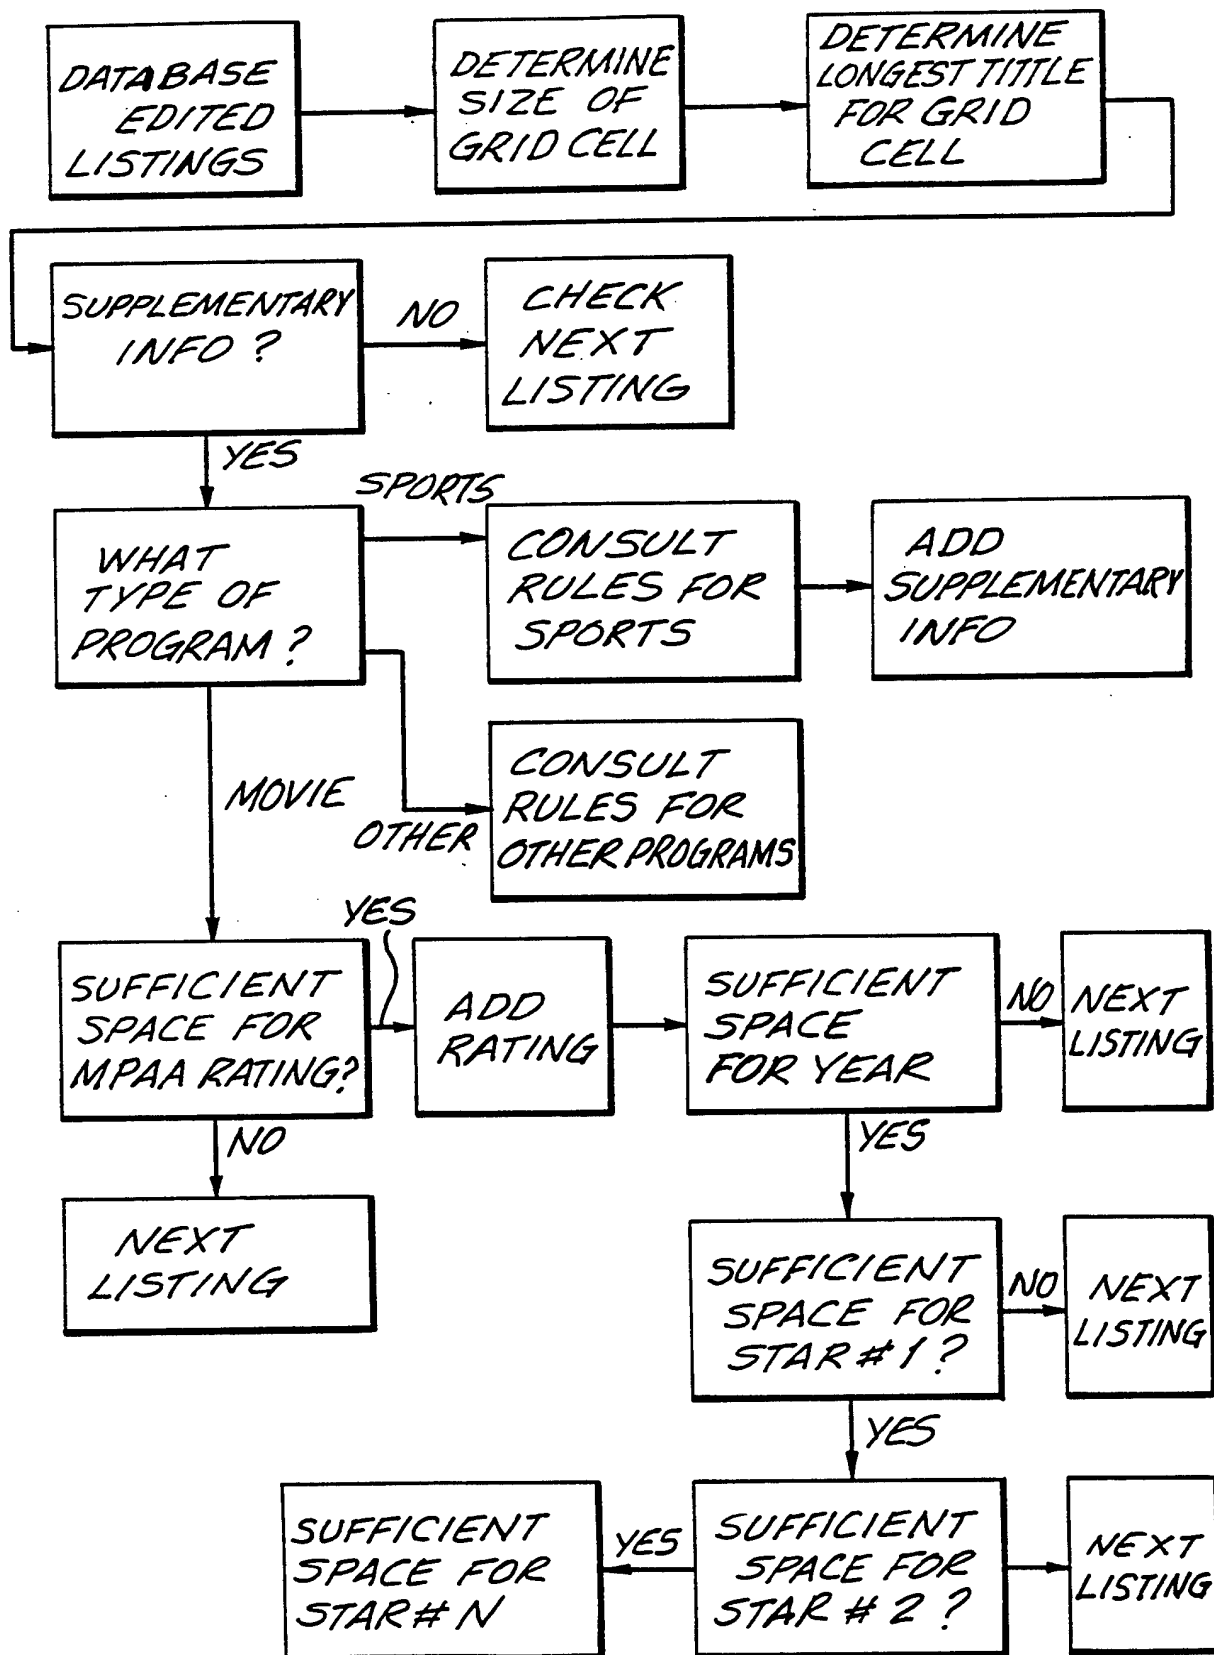 DATABASE
EDITED
LISTINGS
DETERMINE
SIZE OF
GRID CELL
DETERMINE
LONGEST TITTLE
FOR GRID
CELL
SUPPLEMENTARY
INFO?
NO
CHECK
NEXT
LISTING
YES
WHAT
TYPE OF
PROGRAM?
SPORTS
CONSULT
RULES FOR
SPORTS
ADD
SUPPLEMENTARY
INFO
OTHER
CONSULT
RULES FOR
OTHER PROGRAMS
MOVIE
SUFFICIENT
SPACE FOR
MPAA RATING?
YES
ADD
RATING
SUFFICIENT
SPACE
FOR YEAR
NO
NEXT
LISTING
NO
NEXT
LISTING
YES
SUFFICIENT
SPACE FOR
STAR #1?
NO
NEXT
LISTING
YES
SUFFICIENT
SPACE FOR
STAR #2?
NEXT
LISTING
YES
SUFFICIENT
SPACE FOR
STAR # N